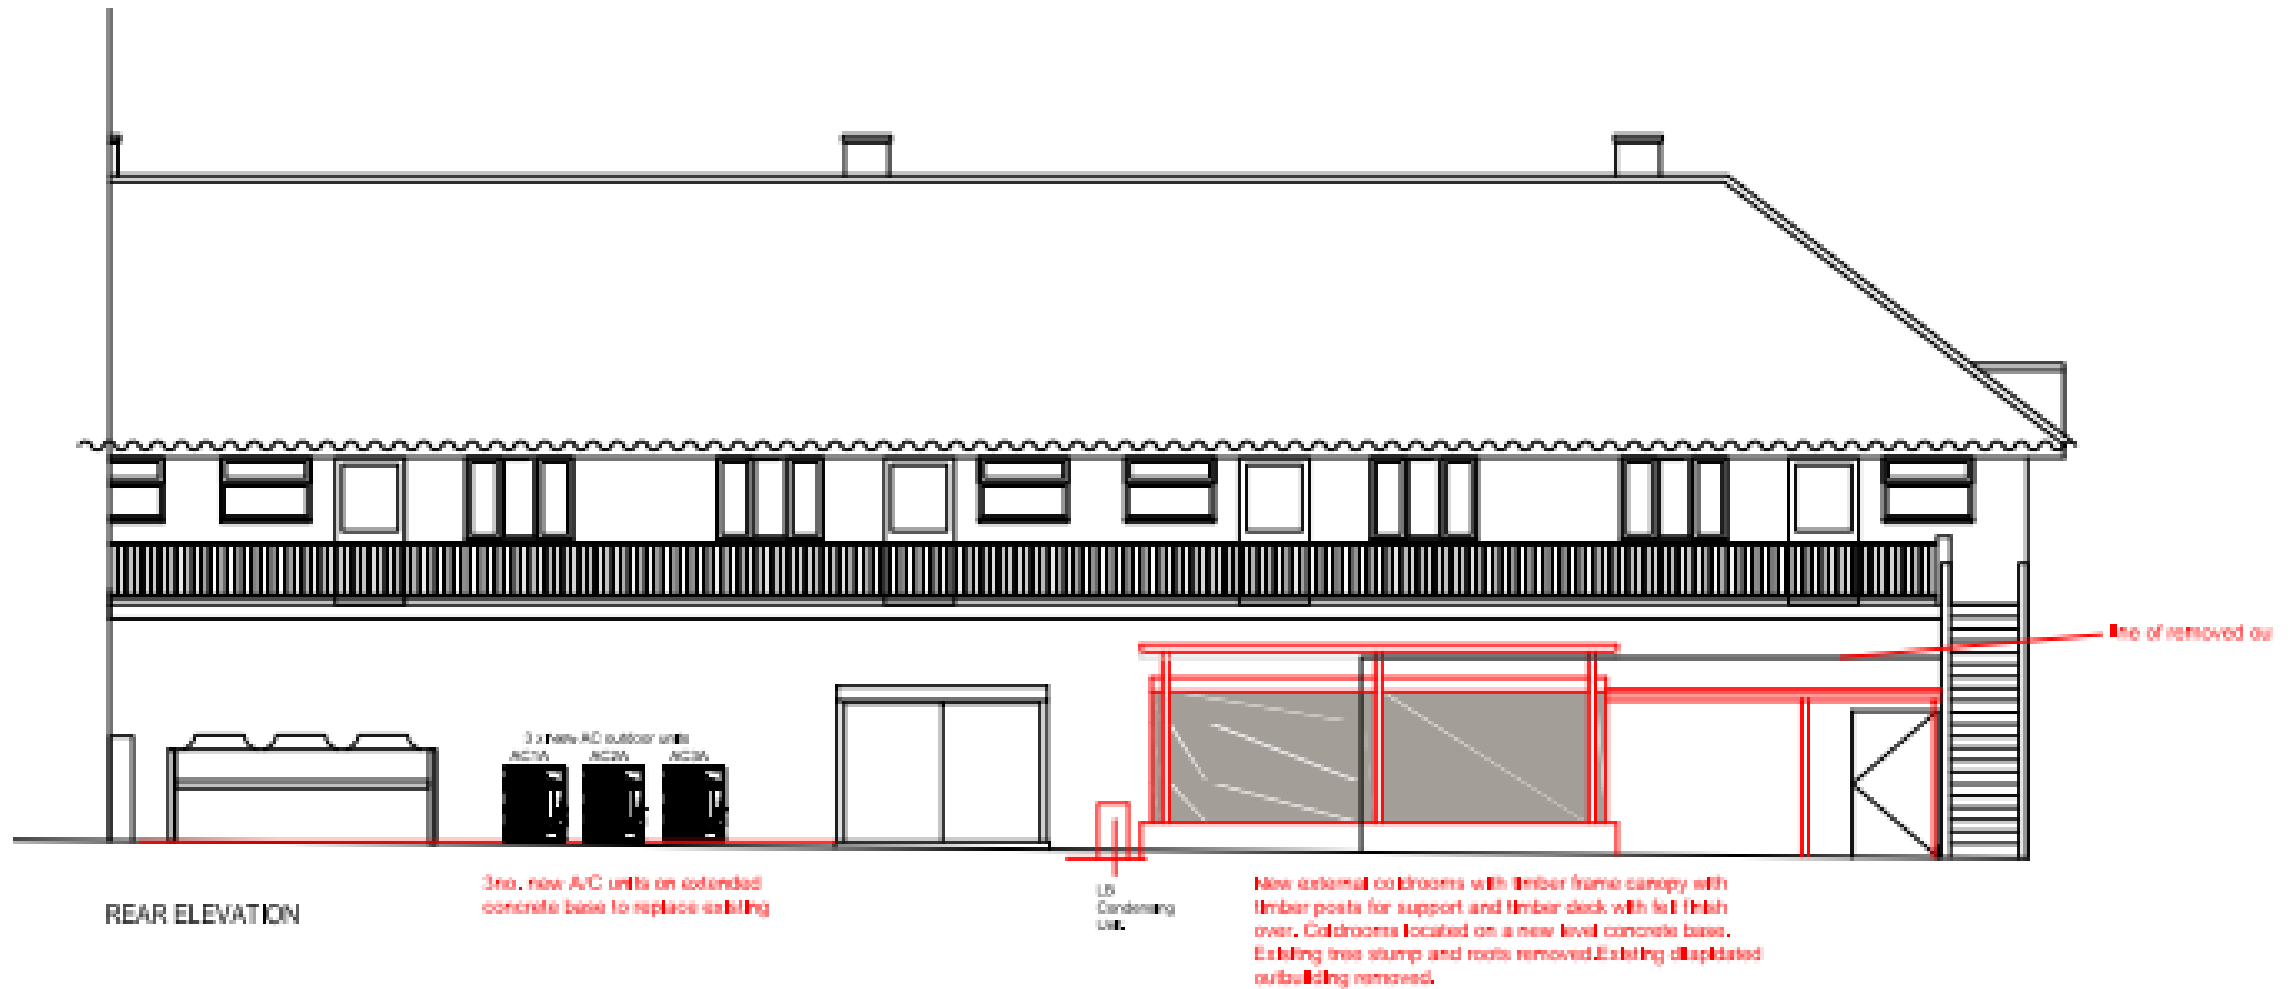 line of removed ou
3 x new AC outdoor units
AC1A AC2A AC3A
3no. new A/C units on extended
concrete base to replace existing
REAR ELEVATION
LB
Condensing
Unit.
New external coldrooms with timber frame canopy with
timber posts for support and timber deck with felt finish
over. Coldrooms located on a new level concrete base.
Existing tree stump and roots removed.Existing dilapidated
outbuilding removed.